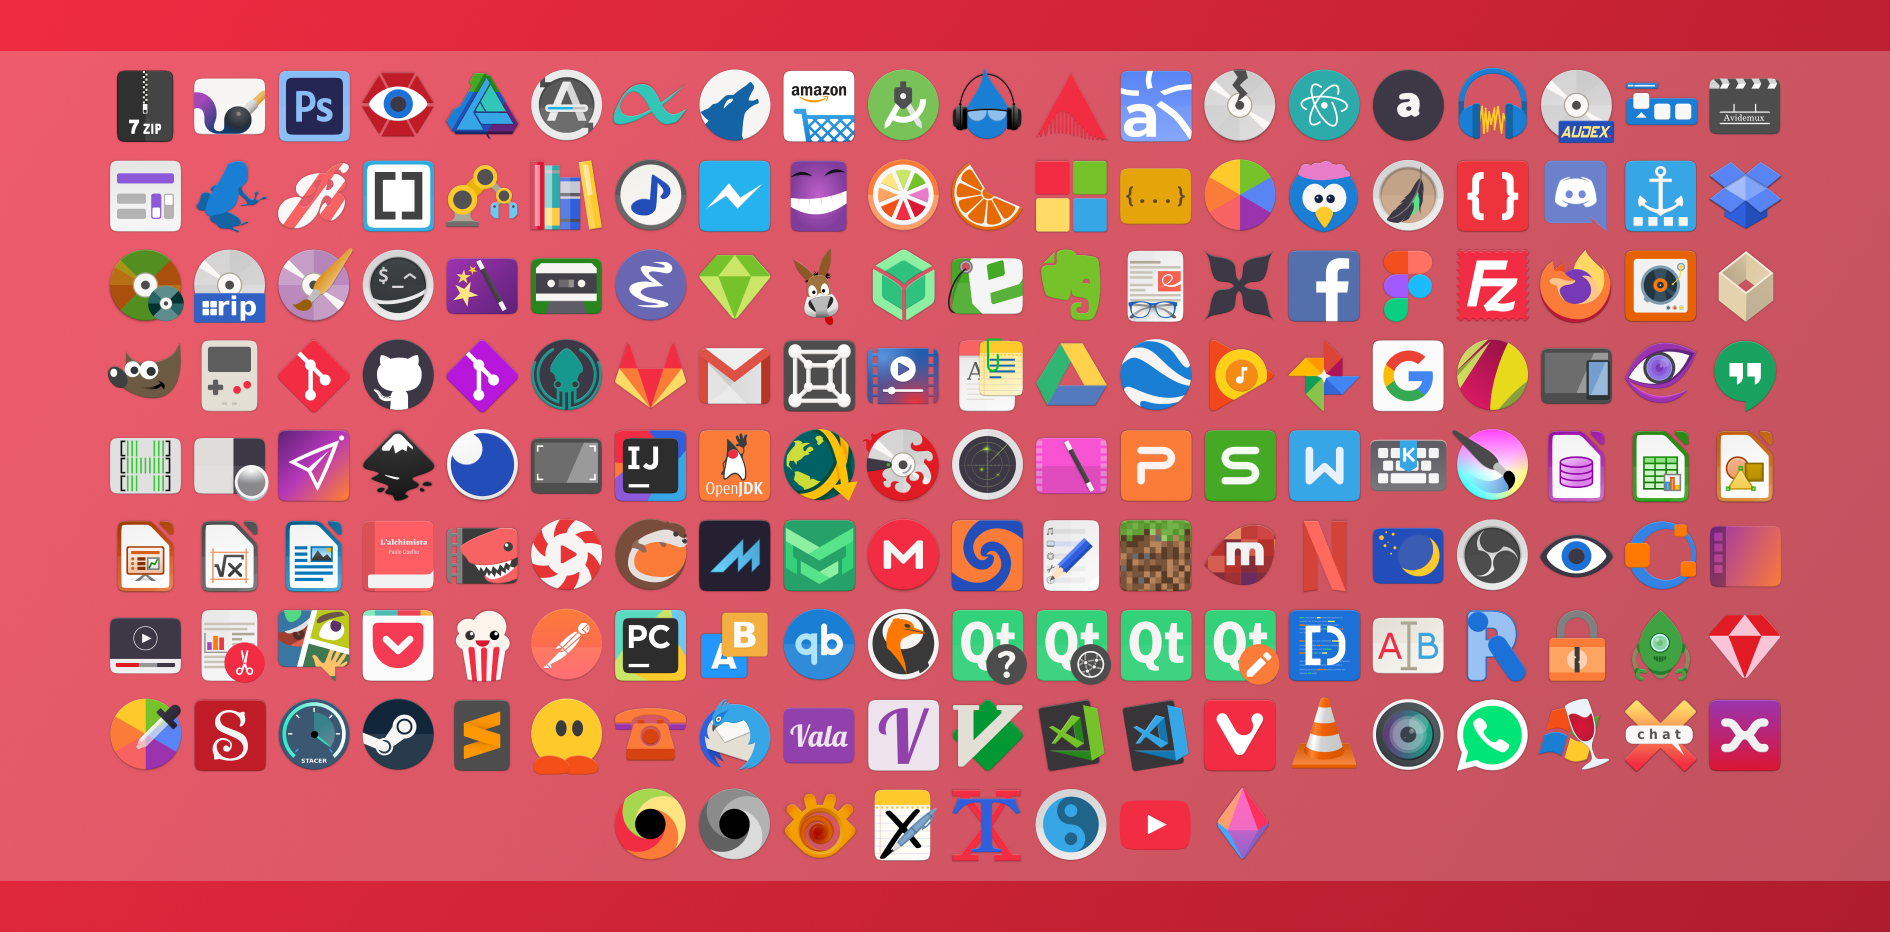 7 ZIP
Ps
A
amazon
a
a
AUDEX
Avidemux
{...}
{}
$_^
rip
e
f
Fz
A
G
IJ
OpenJDK
P
S
W
K
L'alchimista
Paulo Coelho
√x
M
m
N
PC
A
B
qb
Qt
?
Qt
Qt
Qt
D
A
B
R
S
STACER
S
Vala
V
V
chat
X
X
T